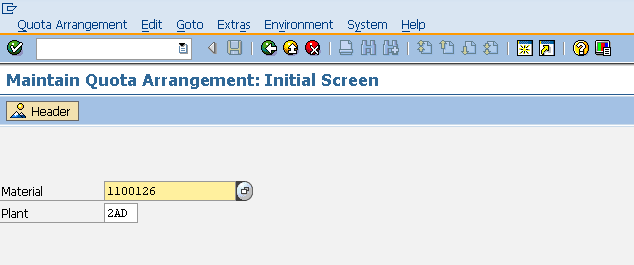 Quota Arrangement Edit Goto Extras Environment System Help
Maintain Quota Arrangement: Initial Screen
Header
Material 1100126
Plant 2AD